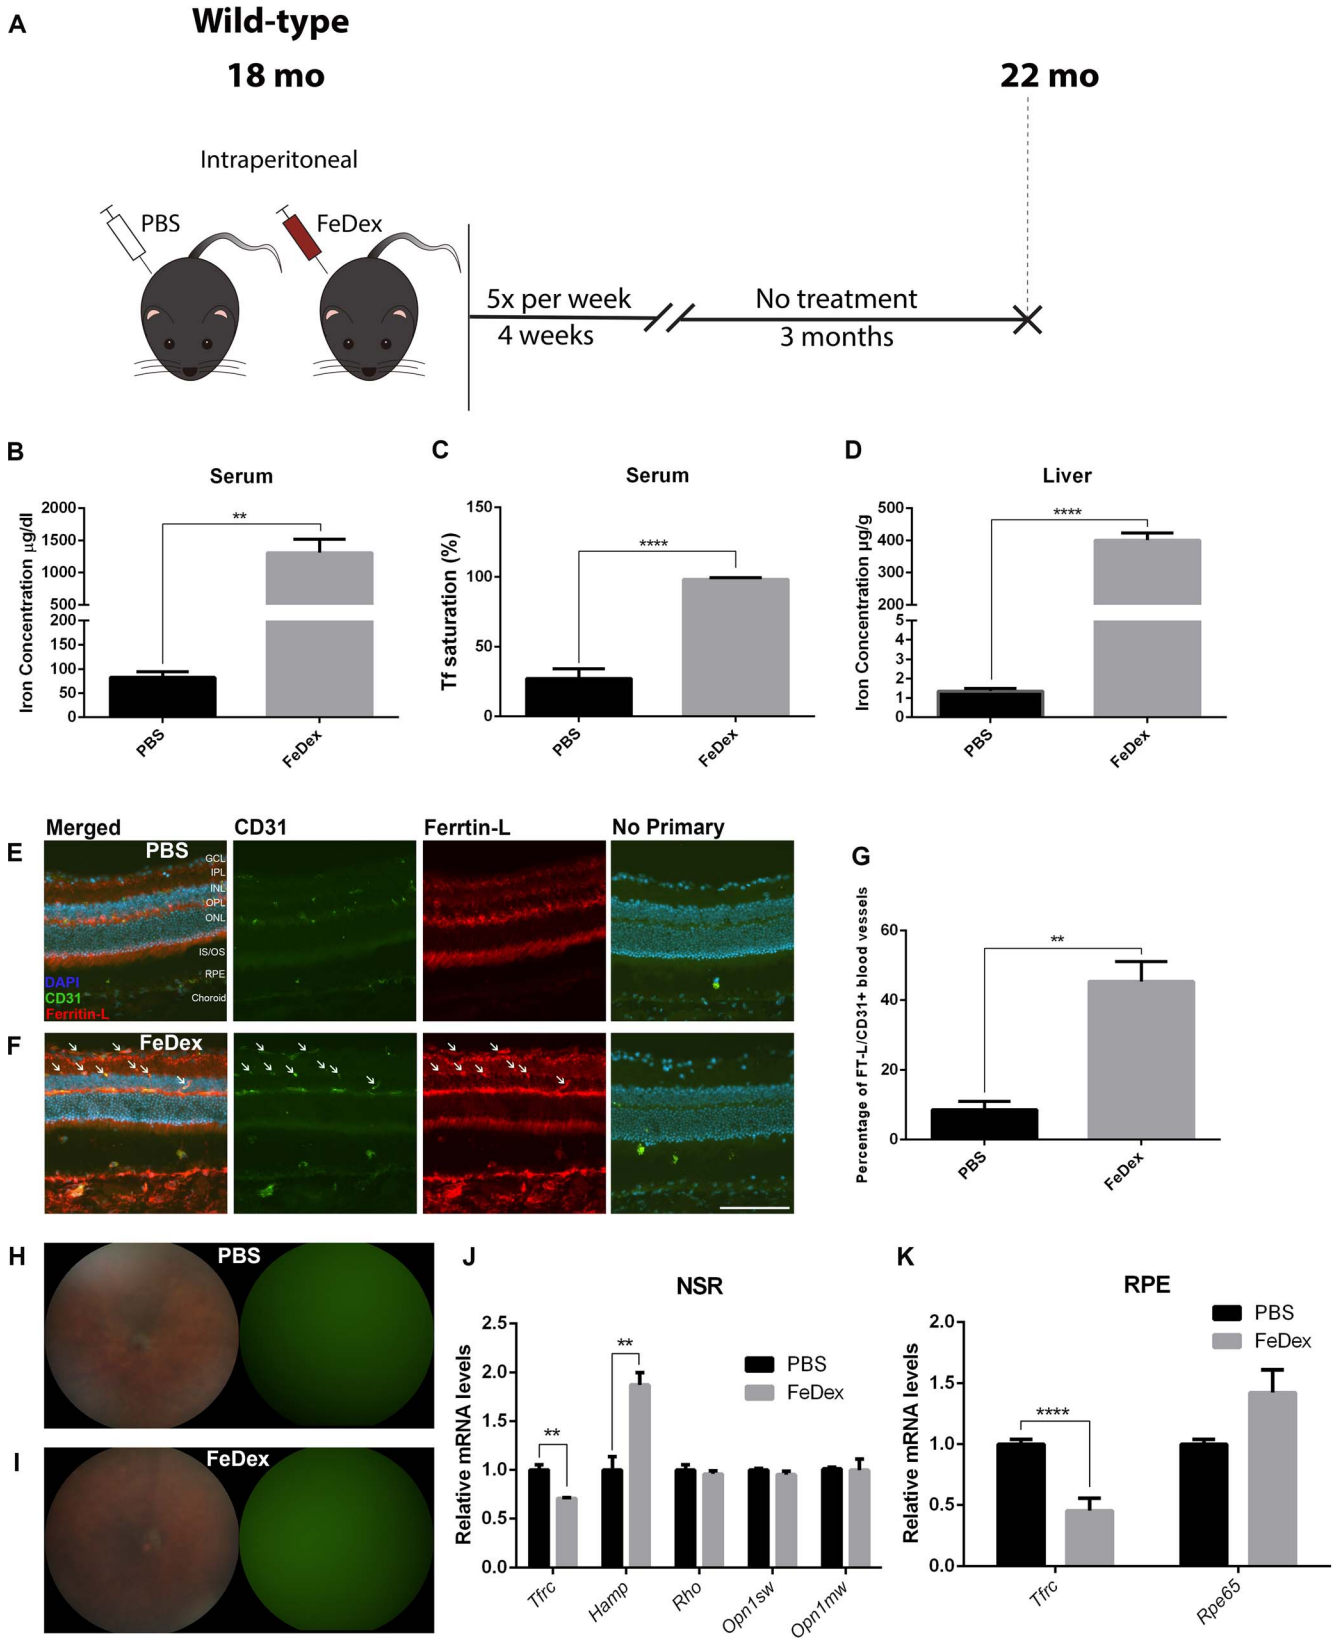 A
Wild-type
18 mo
22 mo
Intraperitoneal
PBS
FeDex
5x per week
4 weeks
No treatment
3 months
B
Serum
Iron Concentration µg/dl
2000
1500
1000
500
200
150
100
50
0
**
PBS
FeDex
C
Serum
Tf saturation (%)
150
100
50
0
****
PBS
FeDex
D
Liver
Iron Concentration µg/g
500
400
300
200
5
4
3
2
1
0
****
PBS
FeDex
Merged
CD31
Ferrtin-L
No Primary
E
PBS
GCL
IPL
INL
OPL
ONL
IS/OS
RPE
Choroid
DAPI
CD31
Ferritin-L
F
FeDex
G
Percentage of FT-L/CD31+ blood vessels
60
40
20
0
**
PBS
FeDex
H
PBS
I
FeDex
J
NSR
Relative mRNA levels
2.5
2.0
1.5
1.0
0.5
0.0
**
**
PBS
FeDex
Tfrc
Hamp
Rho
Opn1sw
Opn1mw
K
RPE
Relative mRNA levels
2.0
1.5
1.0
0.5
0.0
****
PBS
FeDex
Tfrc
Rpe65